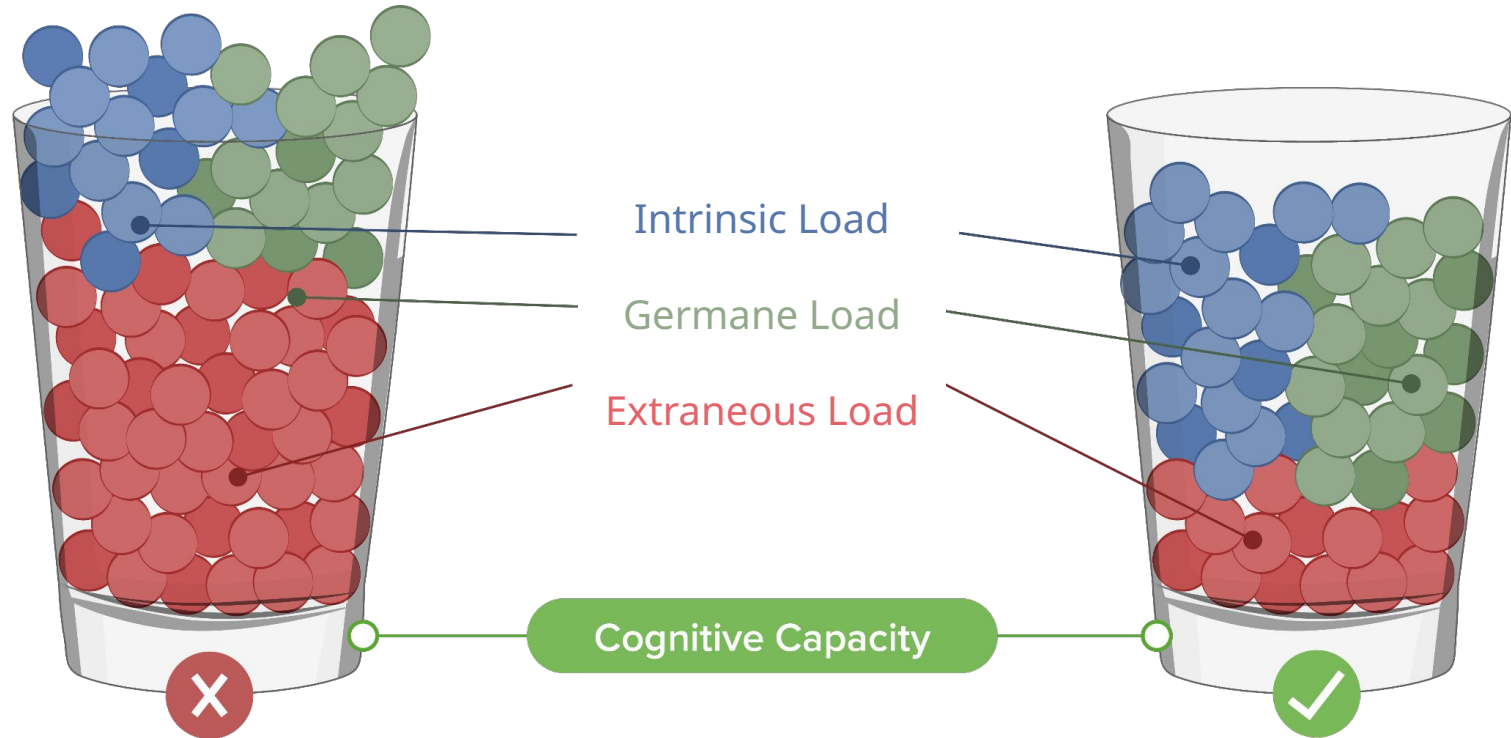 Intrinsic Load
Germane Load
Extraneous Load
Cognitive Capacity